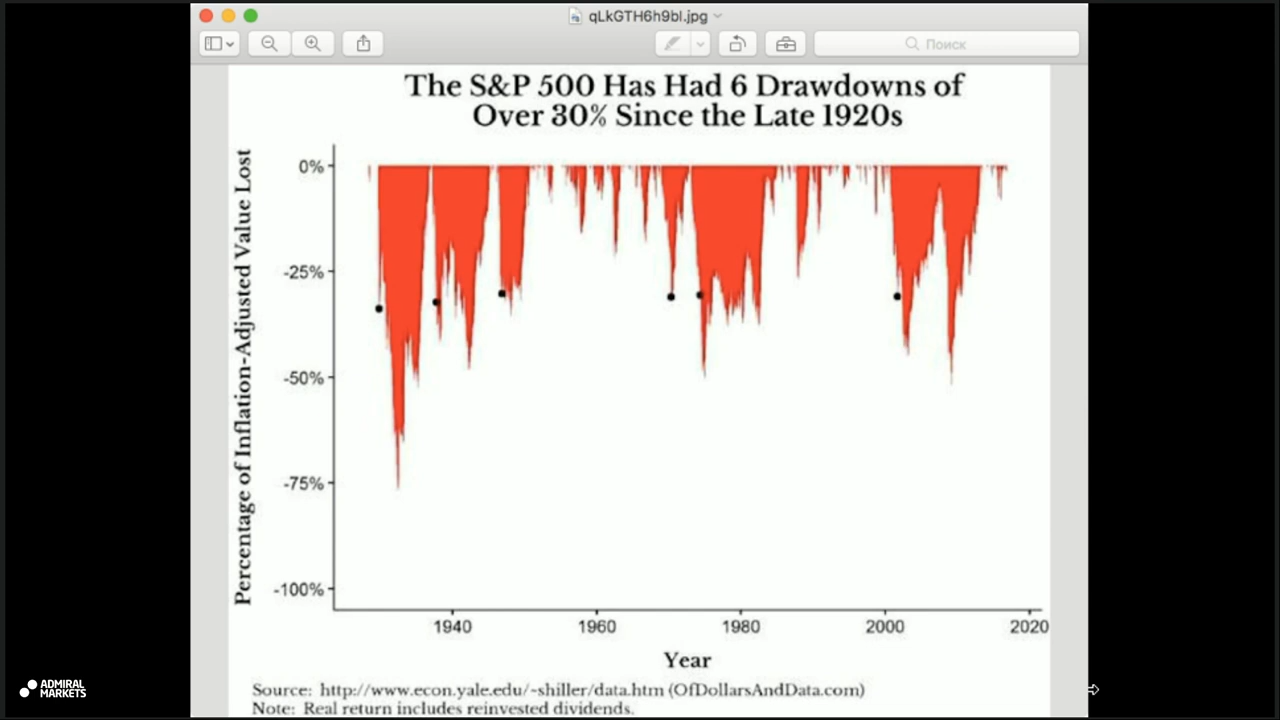 qLkGTH6h9bI.jpg
Поиск
The S&P 500 Has Had 6 Drawdowns of
Over 30% Since the Late 1920s
Percentage of Inflation-Adjusted Value Lost
0%
-25%
-50%
-75%
-100%
1940
1960
1980
2000
2020
Year
Source: http://www.econ.yale.edu/~shiller/data.htm (OfDollarsAndData.com)
Note: Real return includes reinvested dividends.
ADMIRAL
MARKETS